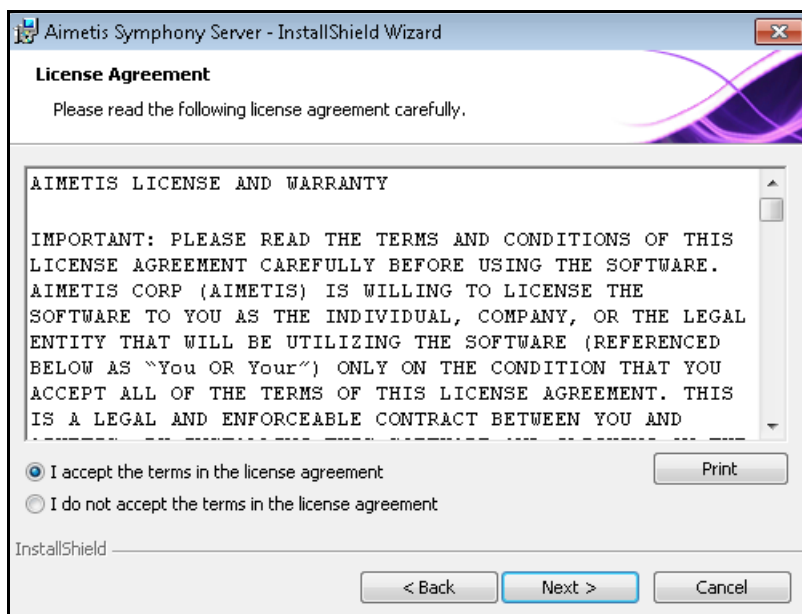 Aimetis Symphony Server - InstallShield Wizard
License Agreement
Please read the following license agreement carefully.
AIMETIS LICENSE AND WARRANTY
IMPORTANT: PLEASE READ THE TERMS AND CONDITIONS OF THIS
LICENSE AGREEMENT CAREFULLY BEFORE USING THE SOFTWARE.
AIMETIS CORP (AIMETIS) IS WILLING TO LICENSE THE
SOFTWARE TO YOU AS THE INDIVIDUAL, COMPANY, OR THE LEGAL
ENTITY THAT WILL BE UTILIZING THE SOFTWARE (REFERENCED
BELOW AS “You OR Your”) ONLY ON THE CONDITION THAT YOU
ACCEPT ALL OF THE TERMS OF THIS LICENSE AGREEMENT. THIS
IS A LEGAL AND ENFORCEABLE CONTRACT BETWEEN YOU AND
I accept the terms in the license agreement
Print
I do not accept the terms in the license agreement
InstallShield
< Back
Next >
Cancel